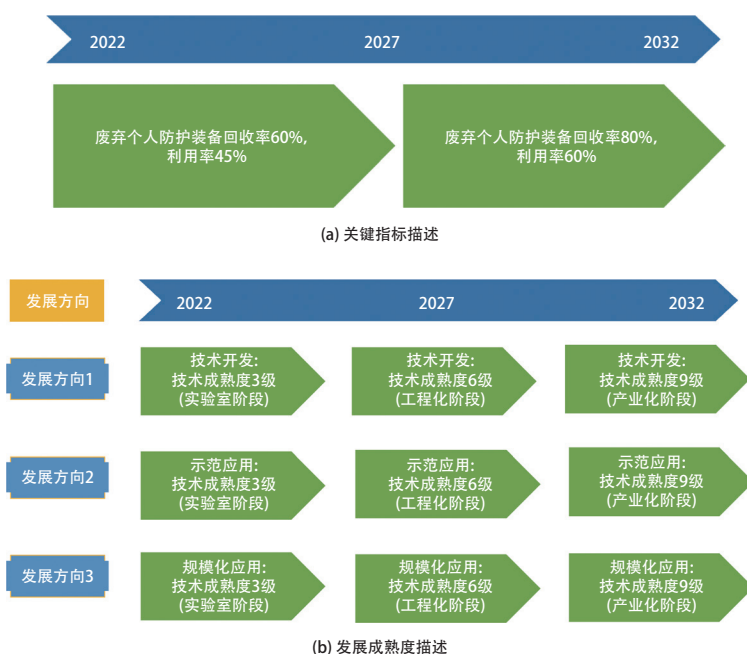 2022 2027 2032
废弃个人防护装备回收率60%,
利用率45%
废弃个人防护装备回收率80%,
利用率60%
(a) 关键指标描述
发展方向 2022 2027 2032
发展方向1
技术开发:
技术成熟度3级
(实验室阶段)
技术开发:
技术成熟度6级
(工程化阶段)
技术开发:
技术成熟度9级
(产业化阶段)
发展方向2
示范应用:
技术成熟度3级
(实验室阶段)
示范应用:
技术成熟度6级
(工程化阶段)
示范应用:
技术成熟度9级
(产业化阶段)
发展方向3
规模化应用:
技术成熟度3级
(实验室阶段)
规模化应用:
技术成熟度6级
(工程化阶段)
规模化应用:
技术成熟度9级
(产业化阶段)
(b) 发展成熟度描述